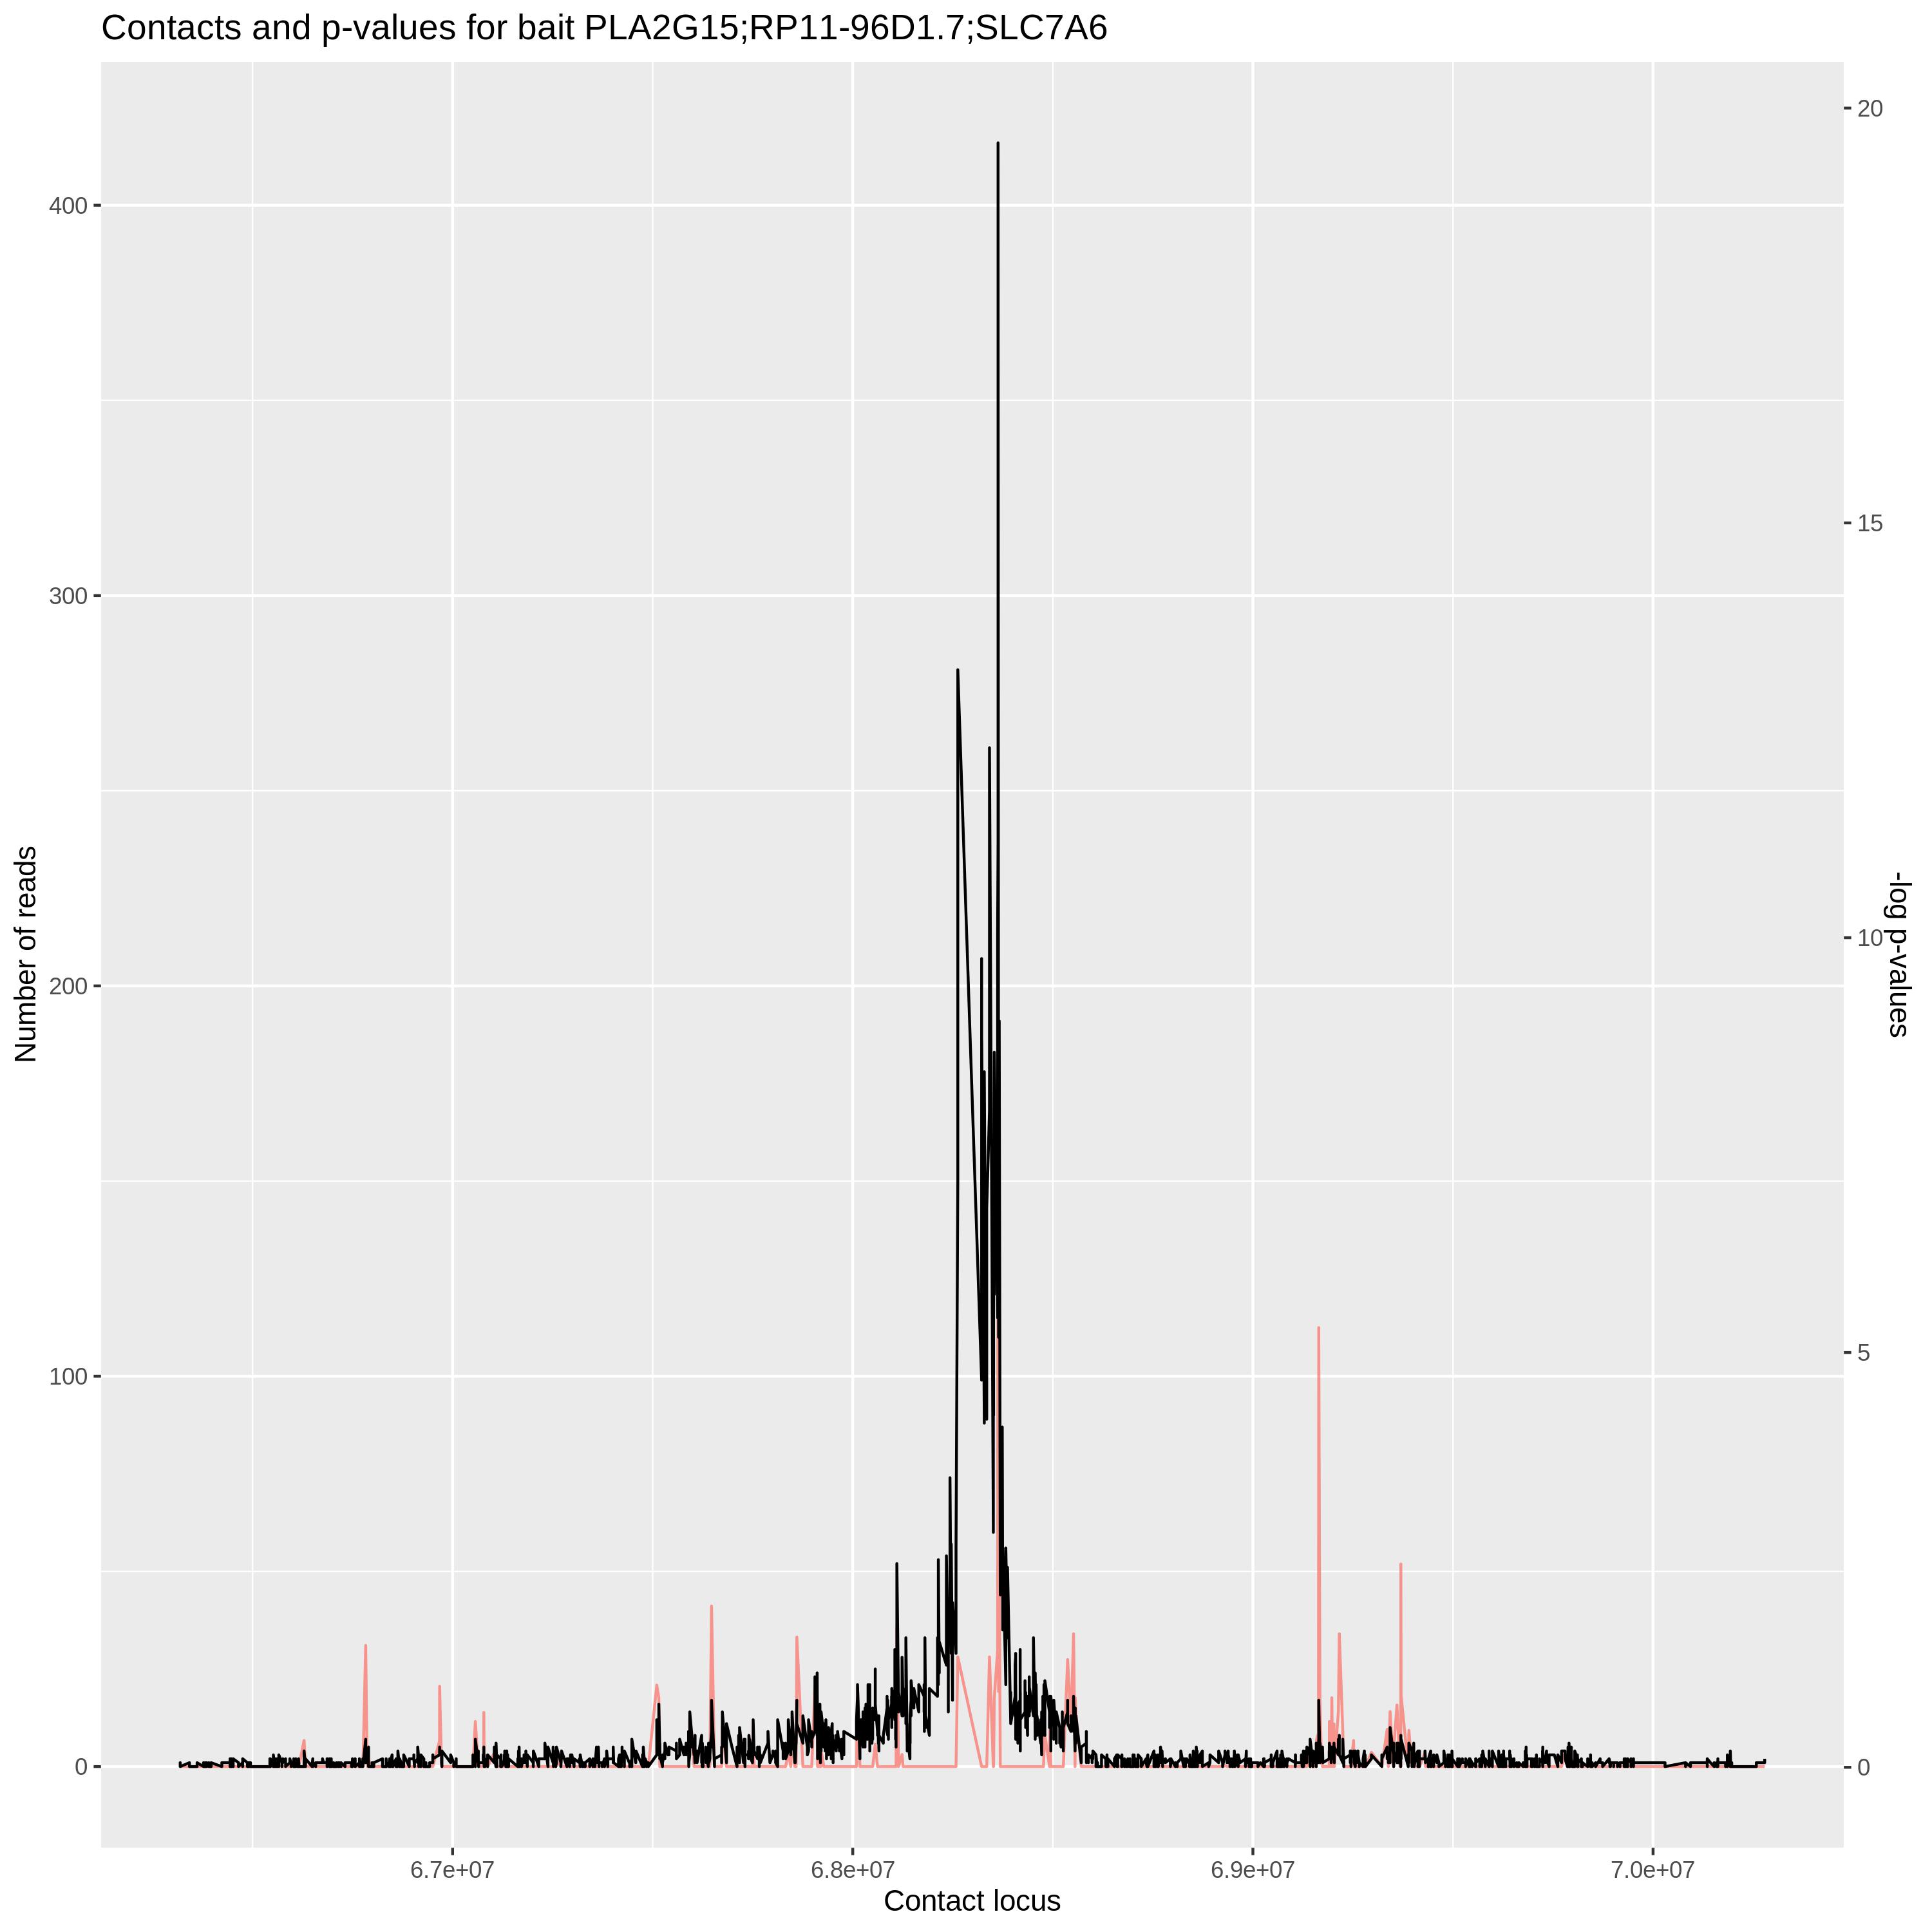 Contacts and p-values for bait PLA2G15;RP11-96D1.7;SLC7A6
Number of reads
400
300
200
100
0
20
15
10
5
0
-log p-values
6.7e+07 6.8e+07 6.9e+07 7.0e+07
Contact locus